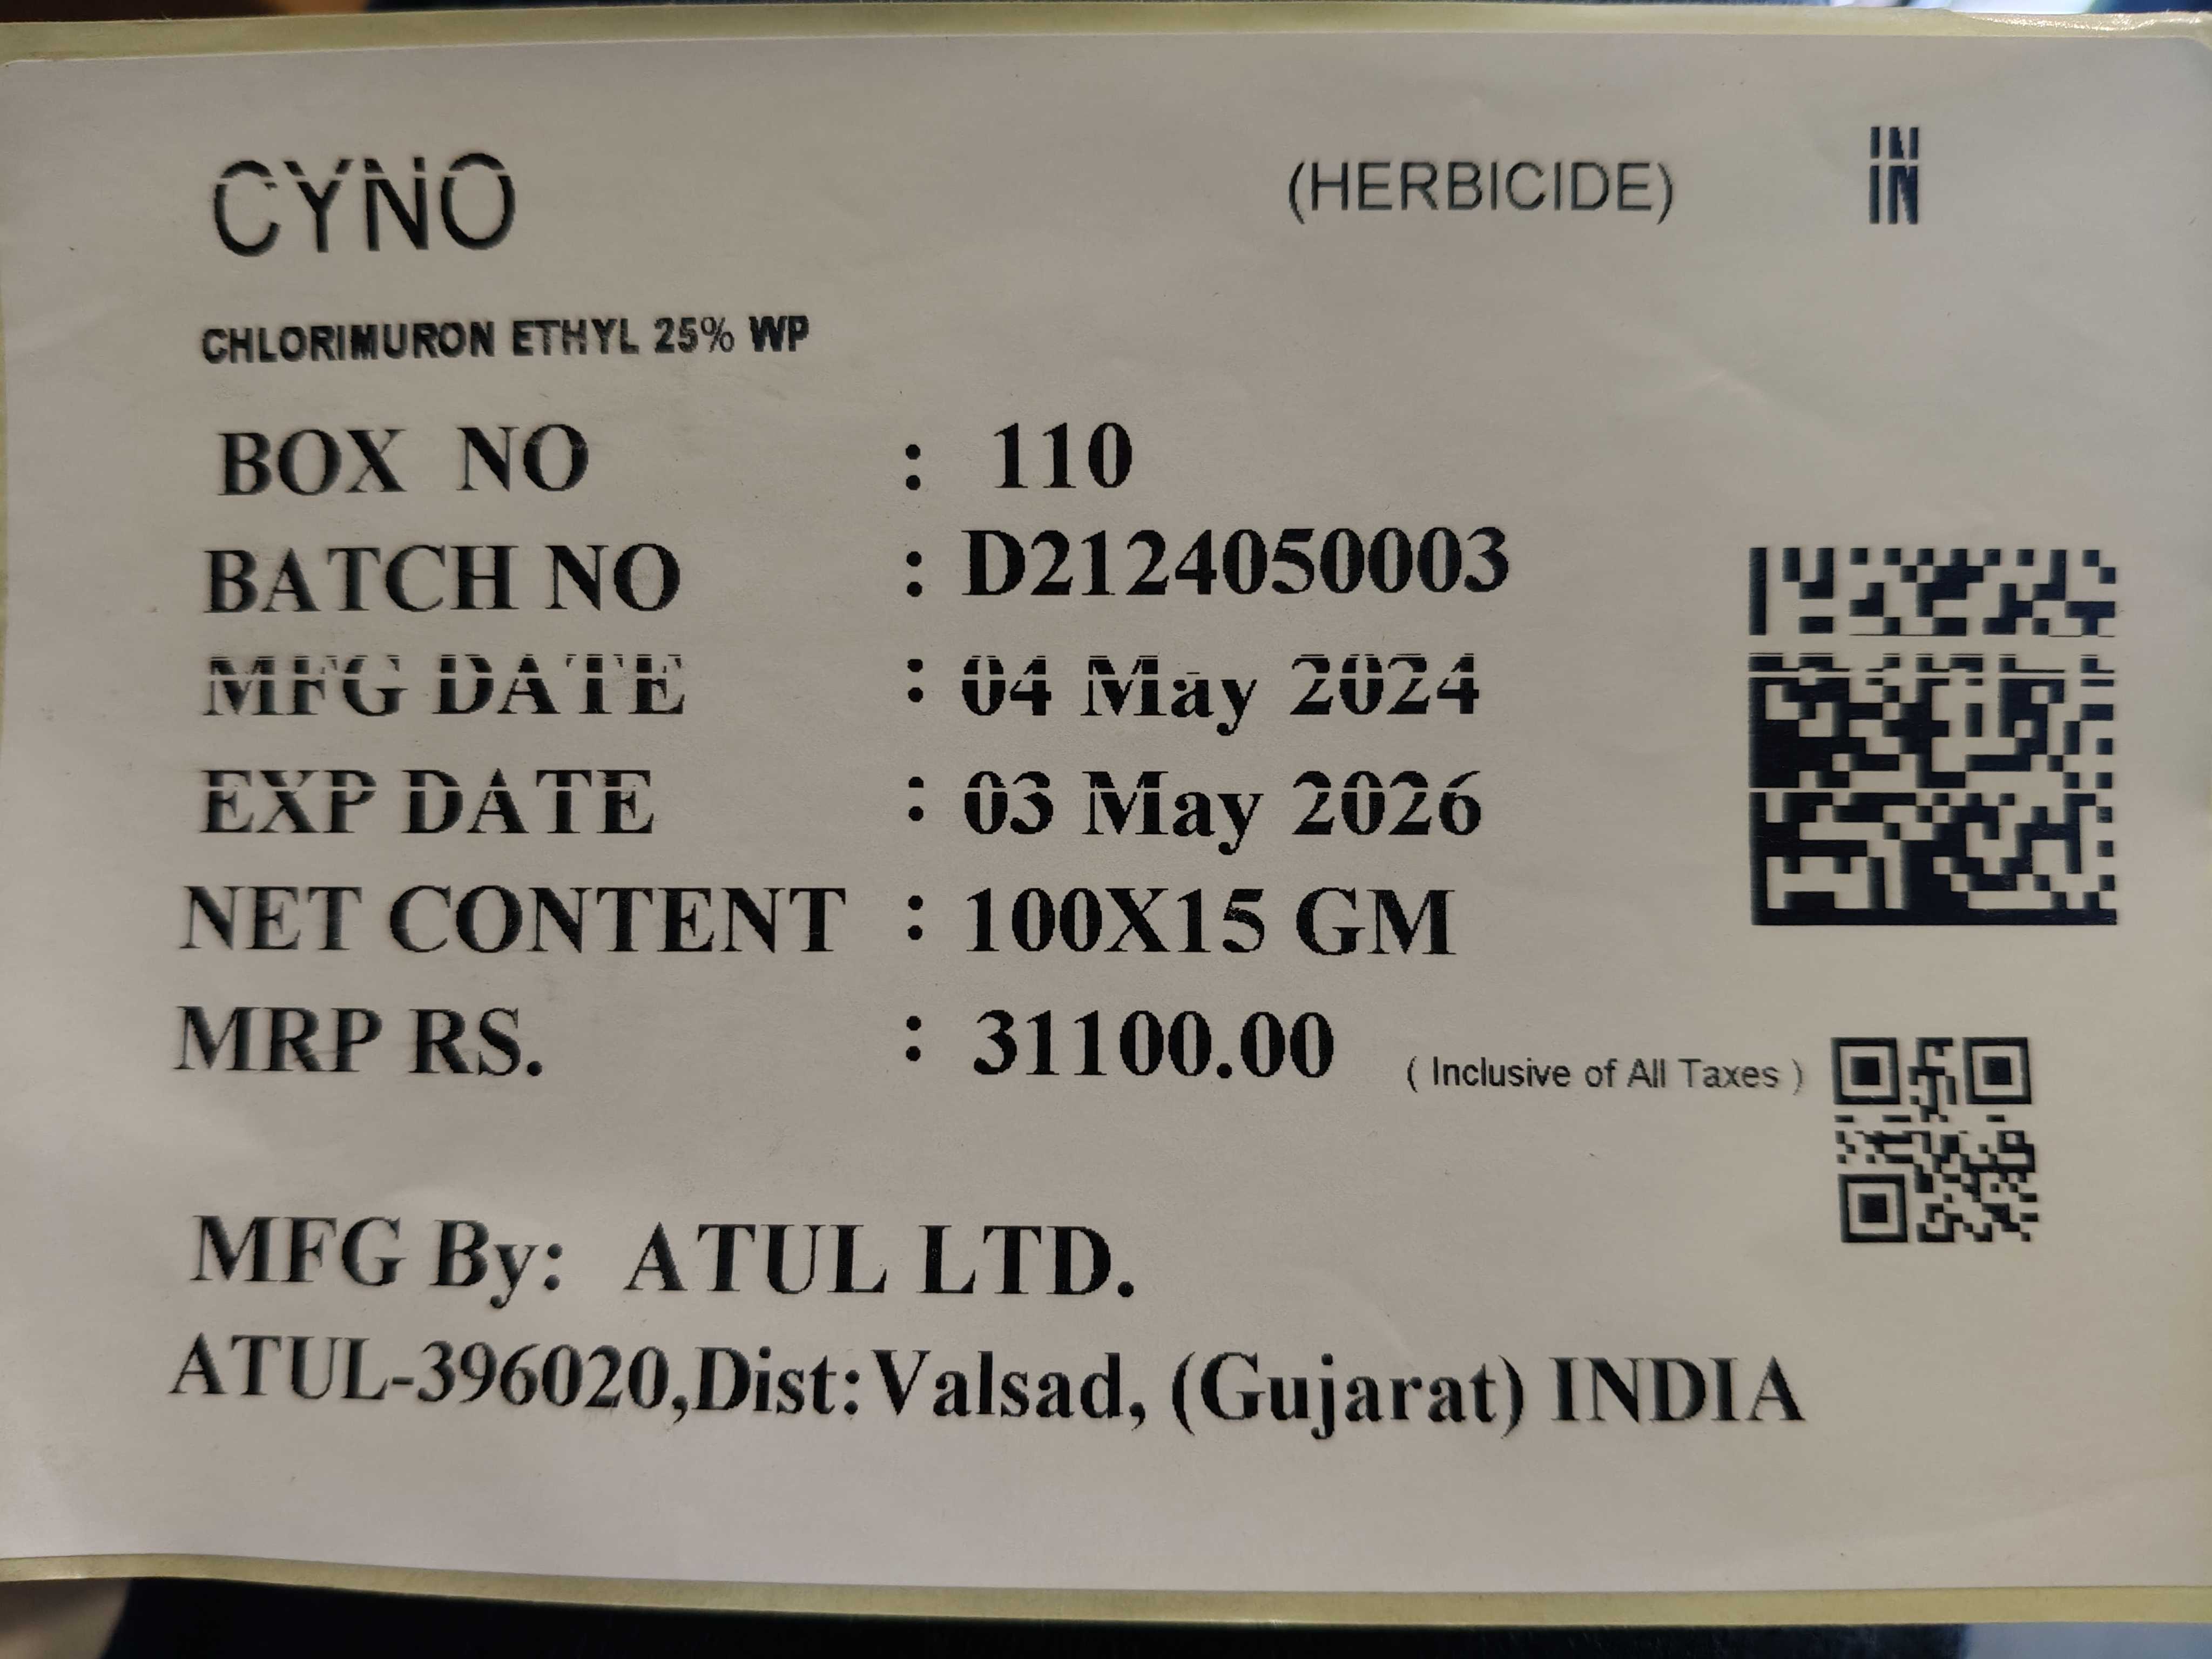 CYNO (HERBICIDE) IN
CHLORIMURON ETHYL 25% WP
BOX NO : 110
BATCH NO : D2124050003
MFG DATE : 04 May 2024
EXP DATE : 03 May 2026
NET CONTENT : 100X15 GM
MRP RS. : 31100.00 ( Inclusive of All Taxes )
MFG By: ATUL LTD.
ATUL-396020,Dist:Valsad, (Gujarat) INDIA